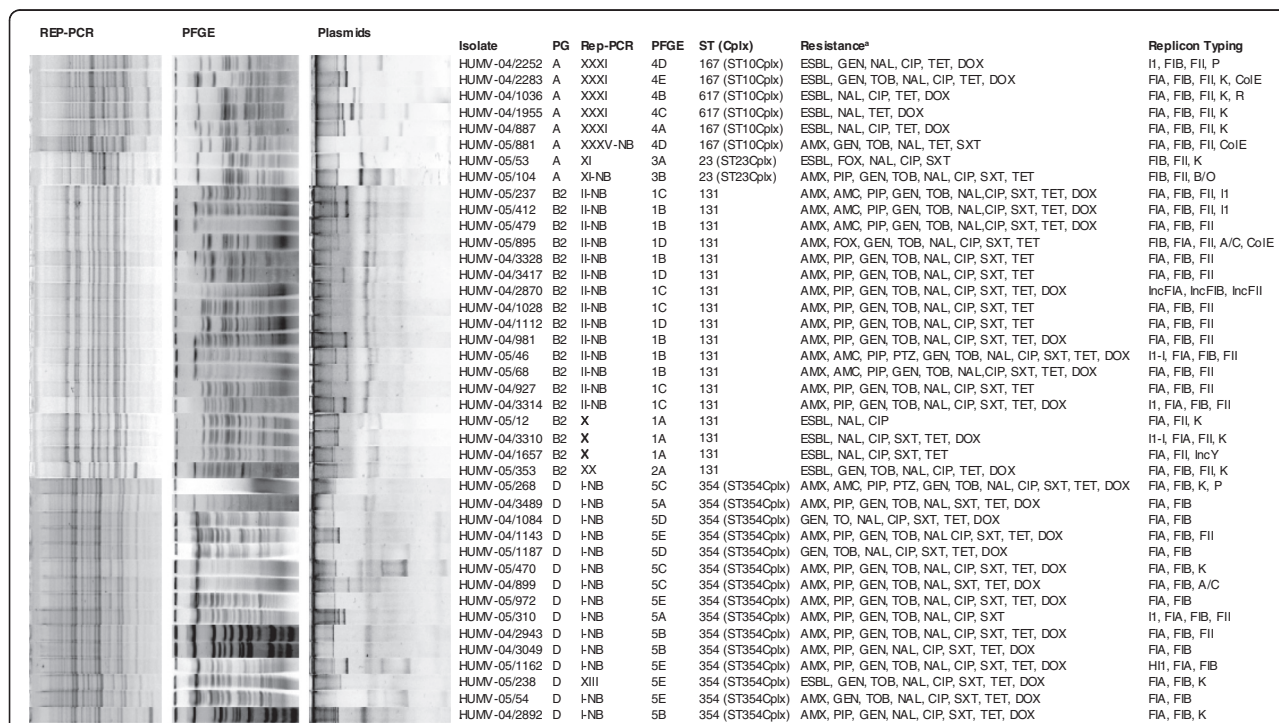 REP-PCR PFGE Plasmids
Isolate PG Rep-PCR PFGE ST (Cplx) Resistanceª Replicon Typing
HUMV-04/2252 A XXXI 4D 167 (ST10Cplx) ESBL, GEN, NAL, CIP, TET, DOX I1, FIB, FII, P
HUMV-04/2283 A XXXI 4E 167 (ST10Cplx) ESBL, GEN, TOB, NAL, CIP, TET, DOX FIA, FIB, FII, K, ColE
HUMV-04/1036 A XXXI 4B 617 (ST10Cplx) ESBL, NAL, CIP, TET, DOX FIA, FIB, FII, K, R
HUMV-04/1955 A XXXI 4C 617 (ST10Cplx) ESBL, NAL, TET, DOX FIA, FIB, FII, K
HUMV-04/887 A XXXI 4A 167 (ST10Cplx) ESBL, NAL, CIP, TET, DOX FIA, FIB, FII, K
HUMV-05/881 A XXXV-NB 4D 167 (ST10Cplx) AMX, GEN, TOB, NAL, TET, SXT FIA, FIB, FII, ColE
HUMV-05/53 A XI 3A 23 (ST23Cplx) ESBL, FOX, NAL, CIP, SXT FIB, FII, K
HUMV-05/104 A XI-NB 3B 23 (ST23Cplx) AMX, PIP, GEN, TOB, NAL, CIP, SXT, TET FIB, FII, B/O
HUMV-05/237 B2 II-NB 1C 131 AMX, AMC, PIP, GEN, TOB, NAL,CIP, SXT, TET, DOX FIA, FIB, FII, I1
HUMV-05/412 B2 II-NB 1B 131 AMX, AMC, PIP, GEN, TOB, NAL,CIP, SXT, TET, DOX FIA, FIB, FII, I1
HUMV-05/479 B2 II-NB 1B 131 AMX, AMC, PIP, GEN, TOB, NAL,CIP, SXT, TET, DOX FIA, FIB, FII
HUMV-05/895 B2 II-NB 1D 131 AMX, FOX, GEN, TOB, NAL, CIP, SXT, TET FIB, FIA, FII, A/C, ColE
HUMV-04/3328 B2 II-NB 1B 131 AMX, PIP, GEN, TOB, NAL, CIP, SXT, TET FIA, FIB, FII
HUMV-04/3417 B2 II-NB 1D 131 AMX, PIP, GEN, TOB, NAL, CIP, SXT, TET FIA, FIB, FII
HUMV-04/2870 B2 II-NB 1C 131 AMX, PIP, GEN, TOB, NAL, CIP, SXT, TET, DOX IncFIA, IncFIB, IncFII
HUMV-04/1028 B2 II-NB 1C 131 AMX, PIP, GEN, TOB, NAL, CIP, SXT, TET FIA, FIB, FII
HUMV-04/1112 B2 II-NB 1D 131 AMX, PIP, GEN, TOB, NAL, CIP, SXT, TET FIA, FIB, FII
HUMV-04/981 B2 II-NB 1B 131 AMX, PIP, GEN, TOB, NAL, CIP, SXT, TET, DOX FIA, FIB, FII
HUMV-05/46 B2 II-NB 1B 131 AMX, AMC, PIP, PTZ, GEN, TOB, NAL, CIP, SXT, TET, DOX I1-I, FIA, FIB, FII
HUMV-05/68 B2 II-NB 1B 131 AMX, AMC, PIP, GEN, TOB, NAL,CIP, SXT, TET, DOX FIA, FIB, FII
HUMV-04/927 B2 II-NB 1C 131 AMX, PIP, GEN, TOB, NAL, CIP, SXT, TET FIA, FIB, FII
HUMV-04/3314 B2 II-NB 1C 131 AMX, PIP, GEN, TOB, NAL, CIP, SXT, TET, DOX I1, FIA, FIB, FII
HUMV-05/12 B2 X 1A 131 ESBL, NAL, CIP FIA, FII, K
HUMV-04/3310 B2 X 1A 131 ESBL, NAL, CIP, SXT, TET, DOX I1-I, FIA, FII, K
HUMV-04/1657 B2 X 1A 131 ESBL, NAL, CIP, SXT, TET FIA, FII, IncY
HUMV-05/353 B2 XX 2A 131 ESBL, GEN, TOB, NAL, CIP, TET, DOX FIA, FIB, FII, K
HUMV-05/268 D I-NB 5C 354 (ST354Cplx) AMX, AMC, PIP, PTZ, GEN, TOB, NAL, CIP, SXT, TET, DOX FIA, FIB, K, P
HUMV-04/3489 D I-NB 5A 354 (ST354Cplx) AMX, PIP, GEN, TOB, NAL, SXT, TET, DOX FIA, FIB
HUMV-04/1084 D I-NB 5D 354 (ST354Cplx) GEN, TO, NAL, CIP, SXT, TET, DOX FIA, FIB
HUMV-04/1143 D I-NB 5E 354 (ST354Cplx) AMX, PIP, GEN, TOB, NAL CIP, SXT, TET, DOX FIA, FIB, FII
HUMV-05/1187 D I-NB 5D 354 (ST354Cplx) GEN, TOB, NAL, CIP, SXT, TET, DOX FIA, FIB
HUMV-05/470 D I-NB 5C 354 (ST354Cplx) AMX, PIP, GEN, TOB, NAL, CIP, SXT, TET, DOX FIA, FIB, K
HUMV-04/899 D I-NB 5C 354 (ST354Cplx) AMX, PIP, GEN, TOB, NAL, SXT, TET, DOX FIA, FIB, A/C
HUMV-05/972 D I-NB 5E 354 (ST354Cplx) AMX, PIP, GEN, TOB, NAL, CIP, SXT, TET, DOX FIA, FIB
HUMV-05/310 D I-NB 5A 354 (ST354Cplx) AMX, PIP, GEN, TOB, NAL, CIP, SXT I1, FIA, FIB, FII
HUMV-04/2943 D I-NB 5B 354 (ST354Cplx) AMX, PIP, GEN, TOB, NAL, CIP, SXT, TET, DOX FIA, FIB, FII
HUMV-04/3049 D I-NB 5B 354 (ST354Cplx) AMX, PIP, GEN, NAL, CIP, SXT, TET, DOX FIA, FIB
HUMV-05/1162 D I-NB 5E 354 (ST354Cplx) AMX, PIP, GEN, TOB, NAL, CIP, SXT, TET, DOX HI1, FIA, FIB
HUMV-05/238 D XIII 5E 354 (ST354Cplx) ESBL, GEN, TOB, NAL, CIP, SXT, TET, DOX FIA, FIB, K
HUMV-05/54 D I-NB 5E 354 (ST354Cplx) AMX, GEN, TOB, NAL, CIP, SXT, TET, DOX FIA, FIB
HUMV-04/2892 D I-NB 5B 354 (ST354Cplx) AMX, PIP, GEN, TOB, NAL, CIP, SXT, TET, DOX FIA, FIB, K